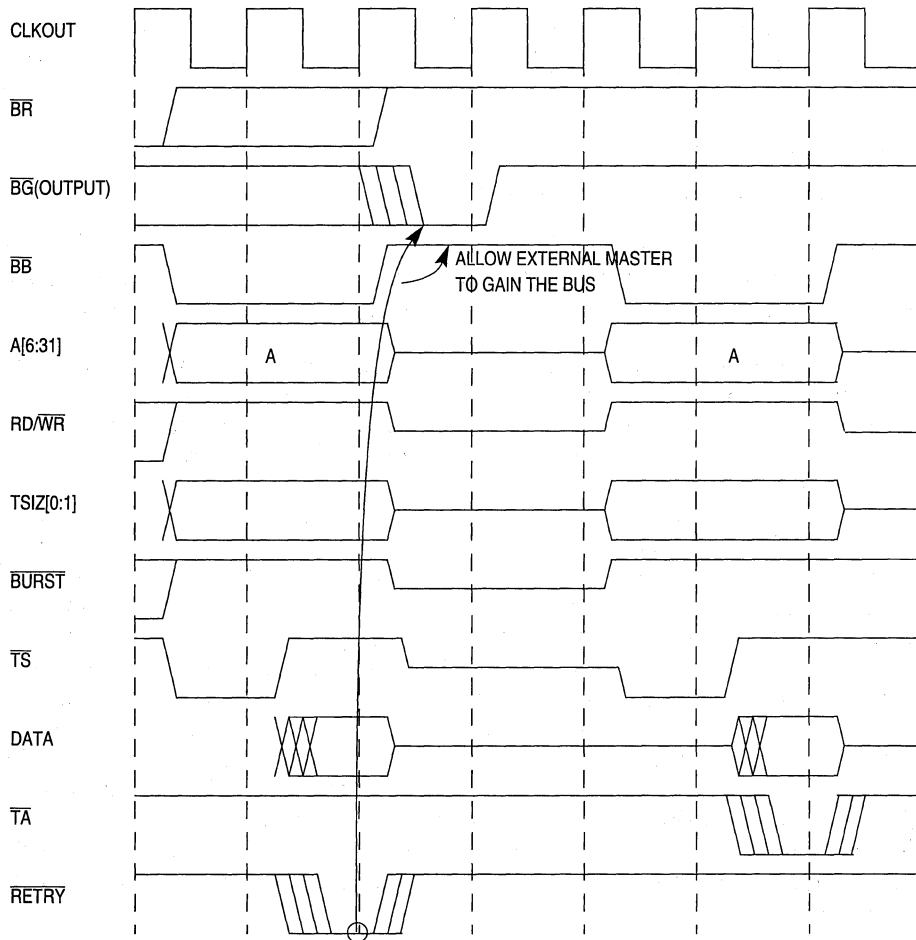 CLKOUT
BR
BG(OUTPUT)
BB
ALLOW EXTERNAL MASTER
TO GAIN THE BUS
A[6:31]
A
A
RD/WR
TSIZ[0:1]
BURST
TS
DATA
TA
RETRY